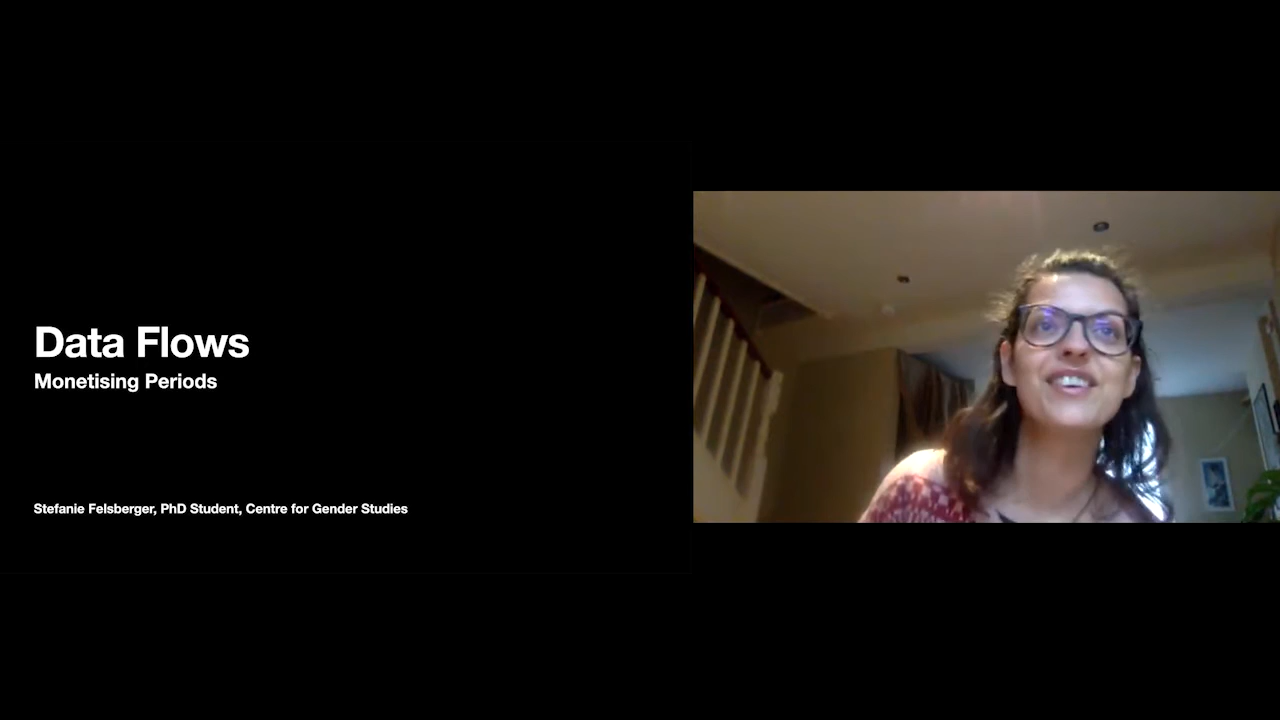 Data Flows
Monetising Periods
Stefanie Felsberger, PhD Student, Centre for Gender Studies